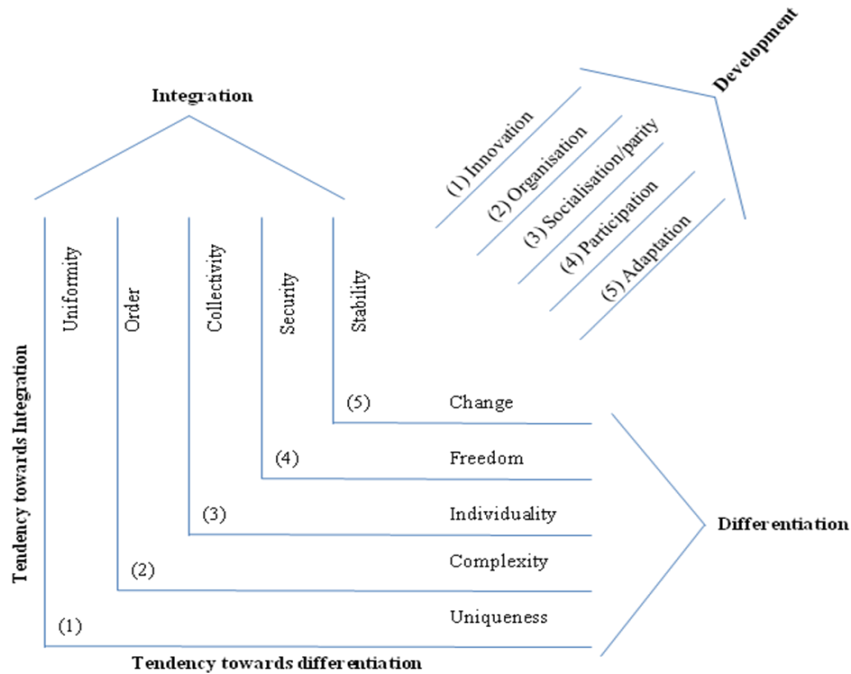 Integration
Development
(1) Innovation
(2) Organisation
(3) Socialisation/parity
(4) Participation
(5) Adaptation
Uniformity
Order
Collectivity
Security
Stability
Tendency towards Integration
(5) Change
(4) Freedom
(3) Individuality
Differentiation
(2) Complexity
(1) Uniqueness
Tendency towards differentiation